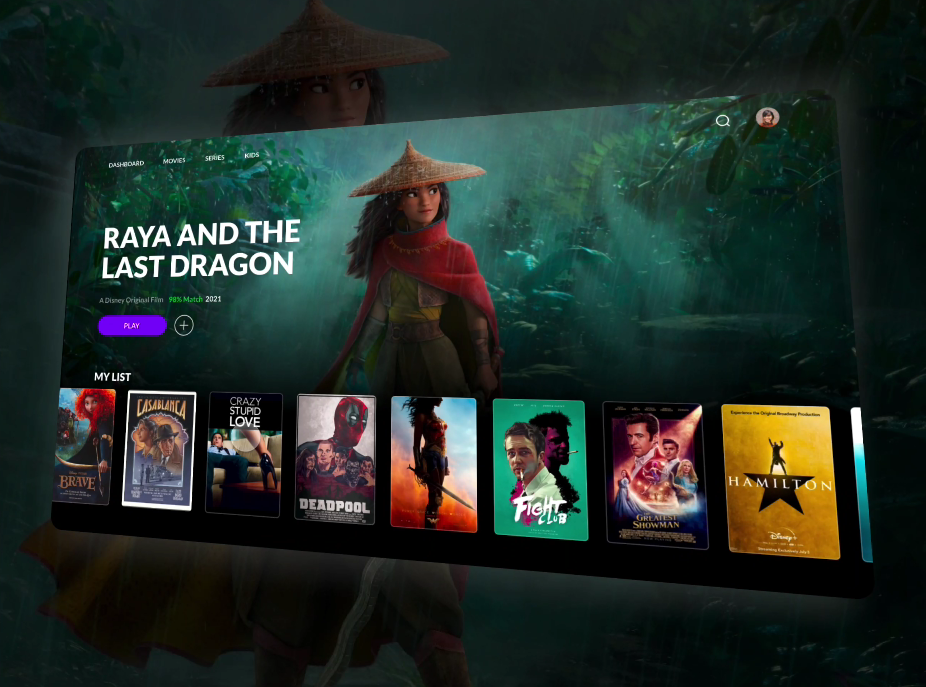 DASHBOARD MOVIES SERIES KIDS
RAYA AND THE
LAST DRAGON
A Disney Original Film 98% Match 2021
PLAY
MY LIST
BRAVE
CASABLANCA
CRAZY
STUPID
LOVE
DEADPOOL
FIGHT
CLUB
GREATEST
SHOWMAN
Experience the Original Broadway Production
HAMILTON
Disney+
Streaming Exclusively July 3